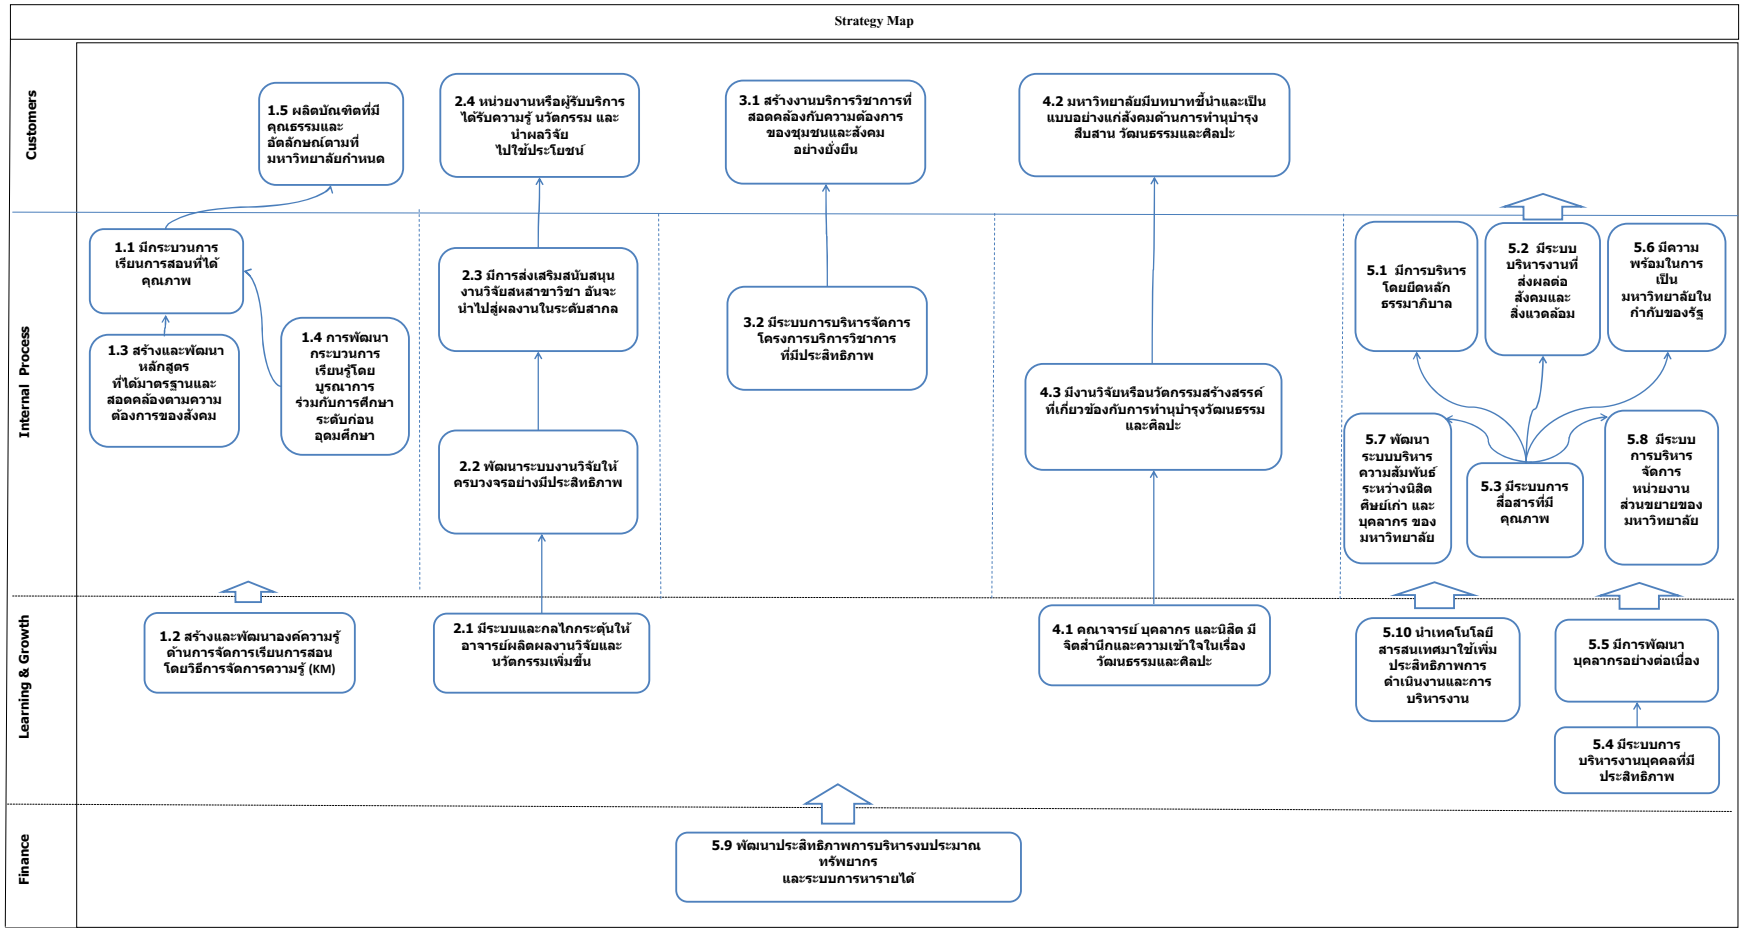 Strategy Map
Customers
1.5 ผลิตบัณฑิตที่มี
คุณธรรมและ
อัตลักษณ์ตามที่
มหาวิทยาลัยกำหนด
2.4 หน่วยงานหรือผู้รับบริการ
ได้รับความรู้ นวัตกรรม และ
นำผลวิจัย
ไปใช้ประโยชน์
3.1 สร้างงานบริการวิชาการที่
สอดคล้องกับความต้องการ
ของชุมชนและสังคม
อย่างยั่งยืน
4.2 มหาวิทยาลัยมีบทบาทชี้นำและเป็น
แบบอย่างแก่สังคมด้านการทำนุบำรุง
สืบสาน วัฒนธรรมและศิลปะ
Internal Process
1.1 มีกระบวนการ
เรียนการสอนที่ได้
คุณภาพ
1.3 สร้างและพัฒนา
หลักสูตร
ที่ได้มาตรฐานและ
สอดคล้องตามความ
ต้องการของสังคม
1.4 การพัฒนา
กระบวนการ
เรียนรู้โดย
บูรณาการ
ร่วมกับการศึกษา
ระดับก่อน
อุดมศึกษา
2.3 มีการส่งเสริมสนับสนุน
งานวิจัยสหสาขาวิชา อันจะ
นำไปสู่ผลงานในระดับสากล
2.2 พัฒนาระบบงานวิจัยให้
ครบวงจรอย่างมีประสิทธิภาพ
3.2 มีระบบการบริหารจัดการ
โครงการบริการวิชาการ
ที่มีประสิทธิภาพ
4.3 มีงานวิจัยหรือนวัตกรรมสร้างสรรค์
ที่เกี่ยวข้องกับการทำนุบำรุงวัฒนธรรม
และศิลปะ
5.1 มีการบริหาร
โดยยึดหลัก
ธรรมาภิบาล
5.2 มีระบบ
บริหารงานที่
ส่งผลต่อ
สังคมและ
สิ่งแวดล้อม
5.6 มีความ
พร้อมในการ
เป็น
มหาวิทยาลัยใน
กำกับของรัฐ
5.7 พัฒนา
ระบบบริหาร
ความสัมพันธ์
ระหว่างนิสิต
ศิษย์เก่า และ
บุคลากร ของ
มหาวิทยาลัย
5.3 มีระบบการ
สื่อสารที่มี
คุณภาพ
5.8 มีระบบ
การบริหาร
จัดการ
หน่วยงาน
ส่วนขยายของ
มหาวิทยาลัย
Learning & Growth
1.2 สร้างและพัฒนาองค์ความรู้
ด้านการจัดการเรียนการสอน
โดยวิธีการจัดการความรู้ (KM)
2.1 มีระบบและกลไกกระตุ้นให้
อาจารย์ผลิตผลงานวิจัยและ
นวัตกรรมเพิ่มขึ้น
4.1 คณาจารย์ บุคลากร และนิสิต มี
จิตสำนึกและความเข้าใจในเรื่อง
วัฒนธรรมและศิลปะ
5.10 นำเทคโนโลยี
สารสนเทศมาใช้เพิ่ม
ประสิทธิภาพการ
ดำเนินงานและการ
บริหารงาน
5.5 มีการพัฒนา
บุคลากรอย่างต่อเนื่อง
5.4 มีระบบการ
บริหารงานบุคคลที่มี
ประสิทธิภาพ
Finance
5.9 พัฒนาประสิทธิภาพการบริหารงบประมาณ
ทรัพยากร
และระบบการหารายได้